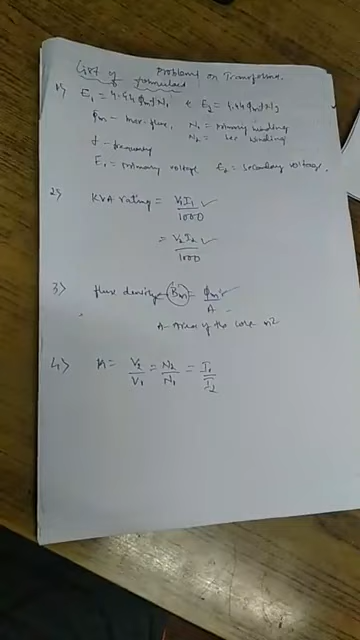 List of formulaes Problems on Transformer.
1) E₁ = 4.44 ϕm f N₁ & E₂ = 4.44 ϕm f N₂
ϕm – max. flux, N₁ = Primary winding
N₂ = Sec winding
f – frequency
E₁ = Primary voltage E₂ = Secondary voltage.
2) KVA rating = V₁I₁ / 1000 ✓
= V₂I₂ / 1000 ✓
3) flux density Bm = ϕm / A
A – Area of the core m2
4) K = V₂/V₁ = N₂/N₁ = I₁/I₂